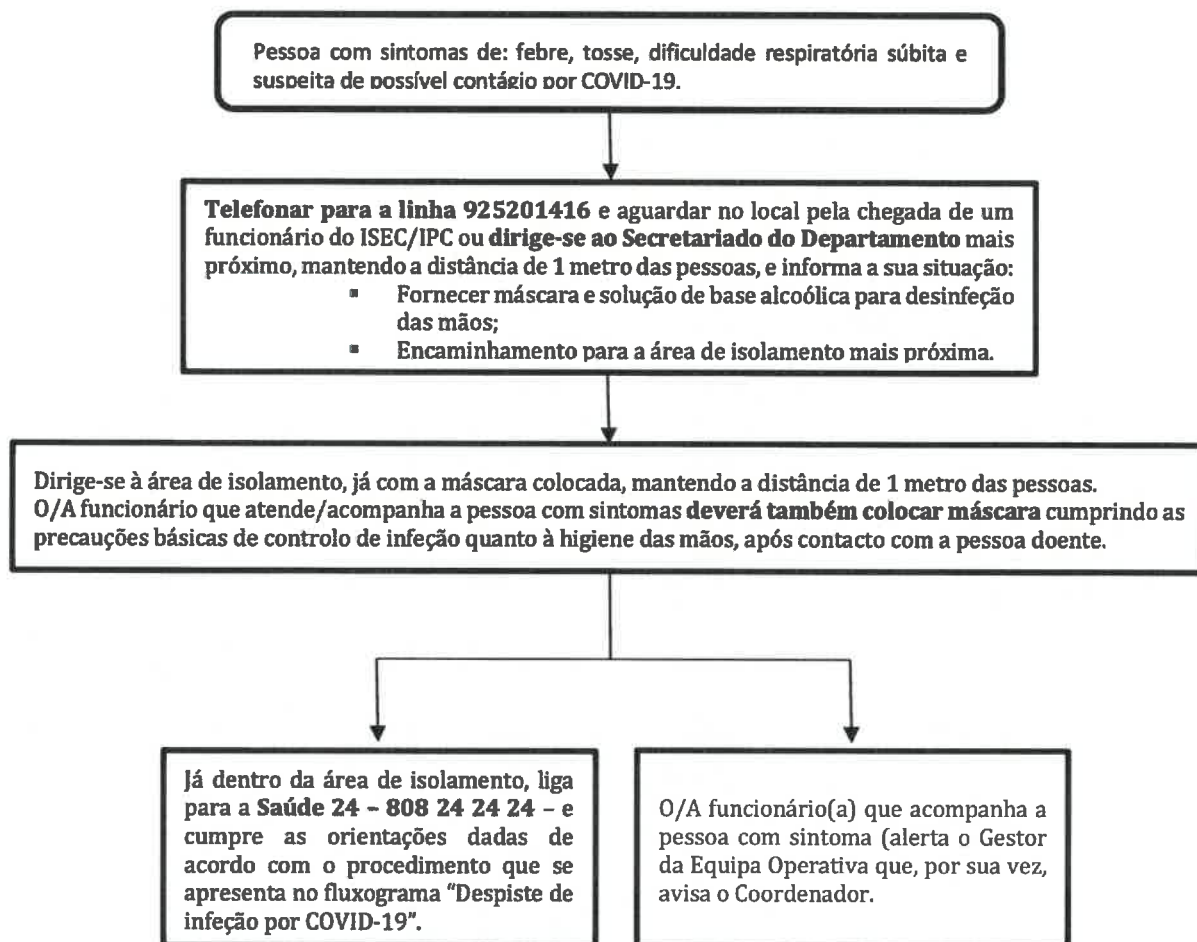 Pessoa com sintomas de: febre, tosse, dificuldade respiratória súbita e
suspeita de possível contágio por COVID-19.
Telefonar para a linha 925201416 e aguardar no local pela chegada de um
funcionário do ISEC/IPC ou dirige-se ao Secretariado do Departamento mais
próximo, mantendo a distância de 1 metro das pessoas, e informa a sua situação:
▪ Fornecer máscara e solução de base alcoólica para desinfeção
das mãos;
▪ Encaminhamento para a área de isolamento mais próxima.
Dirige-se à área de isolamento, já com a máscara colocada, mantendo a distância de 1 metro das pessoas.
O/A funcionário que atende/acompanha a pessoa com sintomas deverá também colocar máscara cumprindo as
precauções básicas de controlo de infeção quanto à higiene das mãos, após contacto com a pessoa doente.
Já dentro da área de isolamento, liga
para a Saúde 24 – 808 24 24 24 – e
cumpre as orientações dadas de
acordo com o procedimento que se
apresenta no fluxograma "Despiste de
infeção por COVID-19".
O/A funcionário(a) que acompanha a
pessoa com sintoma (alerta o Gestor
da Equipa Operativa que, por sua vez,
avisa o Coordenador.